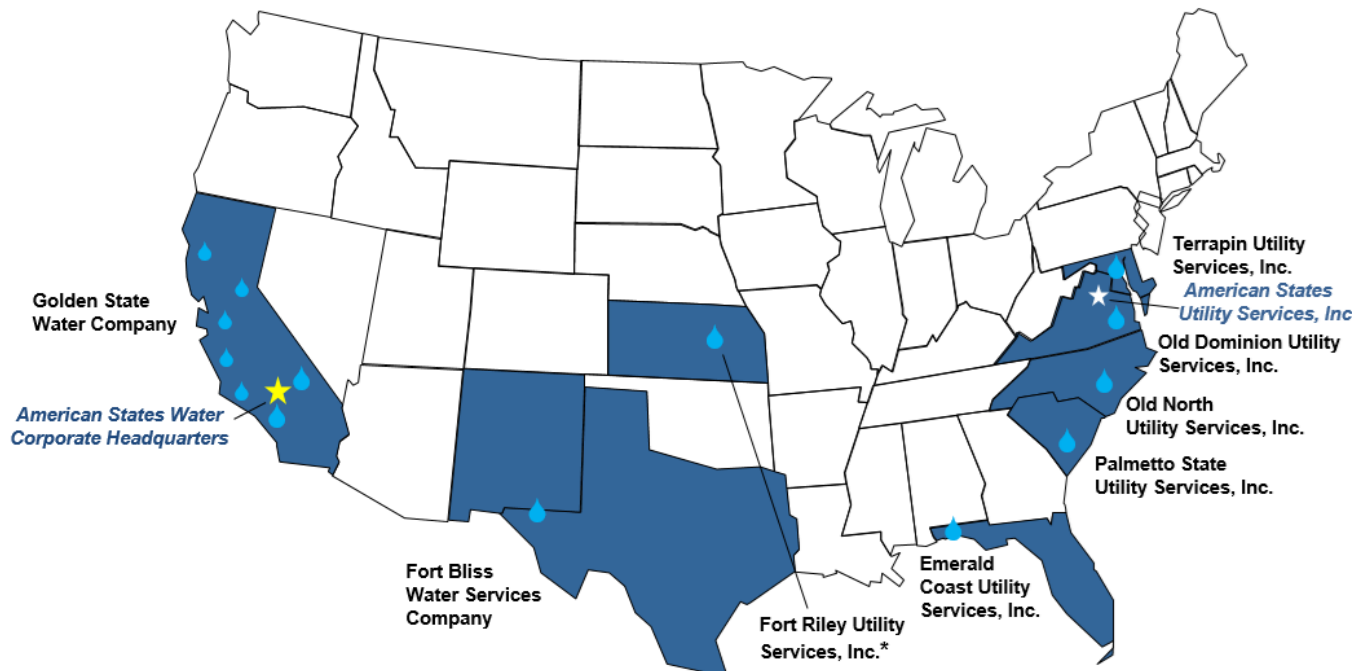 Golden State
Water Company
American States Water
Corporate Headquarters
Fort Bliss
Water Services
Company
Fort Riley Utility
Services, Inc.*
Emerald
Coast Utility
Services, Inc.
Terrapin Utility
Services, Inc.
American States
Utility Services, Inc
Old Dominion Utility
Services, Inc.
Old North
Utility Services, Inc.
Palmetto State
Utility Services, Inc.